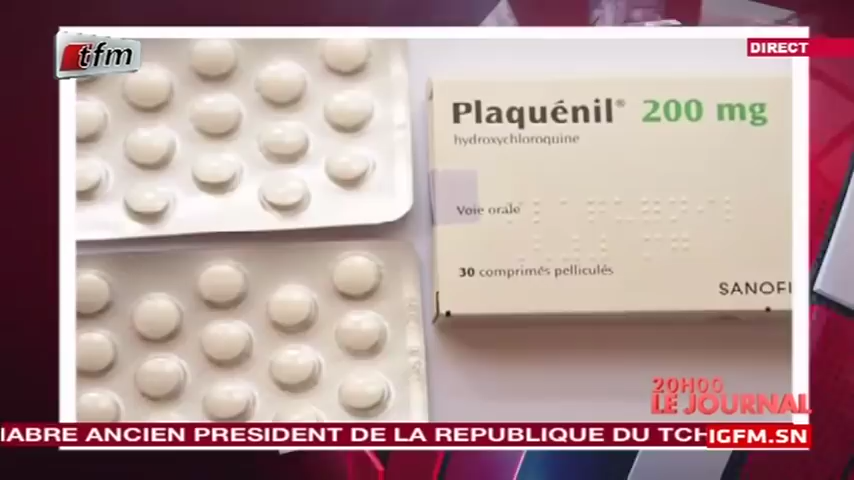 tfm
DIRECT
Plaquénil® 200 mg
hydroxychloroquine
Voie orale
30 comprimés pelliculés
SANOFI
20H00
LE JOURNAL
IABRE ANCIEN PRESIDENT DE LA REPUBLIQUE DU TCH
IGFM.SN